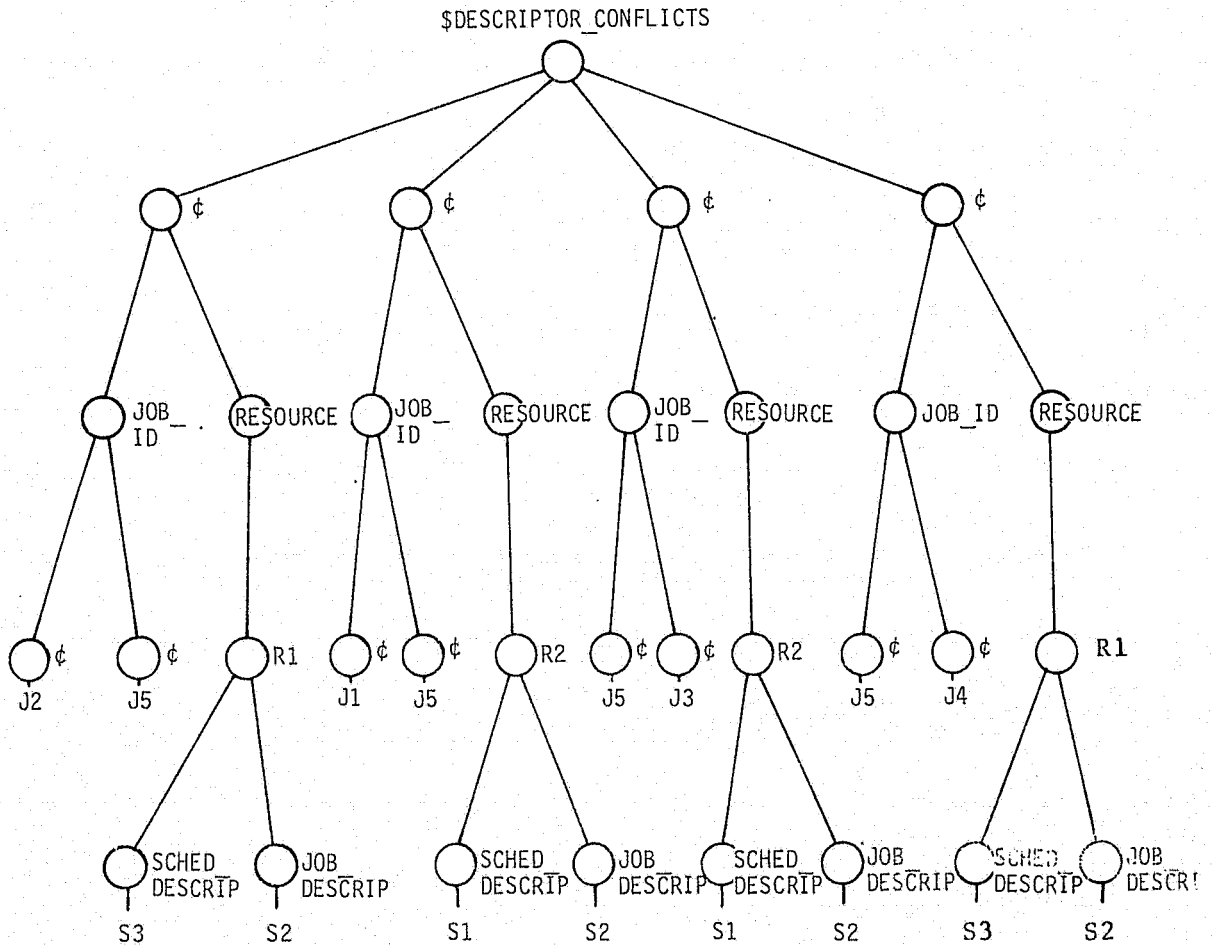 $DESCRIPTOR_CONFLICTS
¢ ¢ ¢ ¢
JOB_
ID
RESOURCE
JOB_
ID
RESOURCE
JOB_
ID
RESOURCE
JOB_ID
RESOURCE
¢ ¢ R1 ¢ ¢ R2 ¢ ¢ R2 ¢ ¢ R1
J2 J5 J1 J5 J5 J3 J5 J4
SCHED_
DESCRIP
JOB_
DESCRIP
SCHED_
DESCRIP
JOB_
DESCRIP
SCHED_
DESCRIP
JOB_
DESCRIP
SCHED_
DESCRIP
JOB_
DESCRI
S3 S2 S1 S2 S1 S2 S3 S2